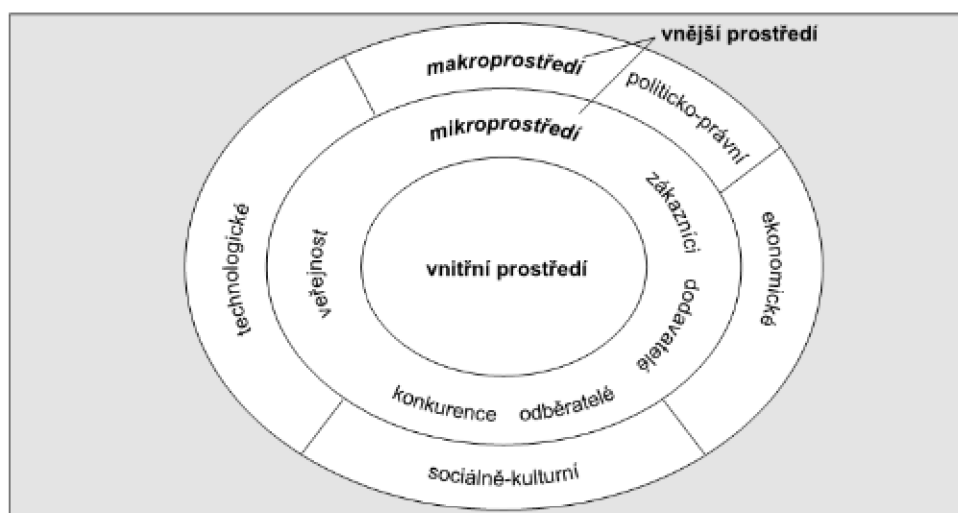 vnější prostředí
makroprostředí
politicko-právní
mikroprostředí
zákazníci
ekonomické
technologické
veřejnost
vnitřní prostředí
dodavatelé
konkurence
odběratelé
sociálně-kulturní